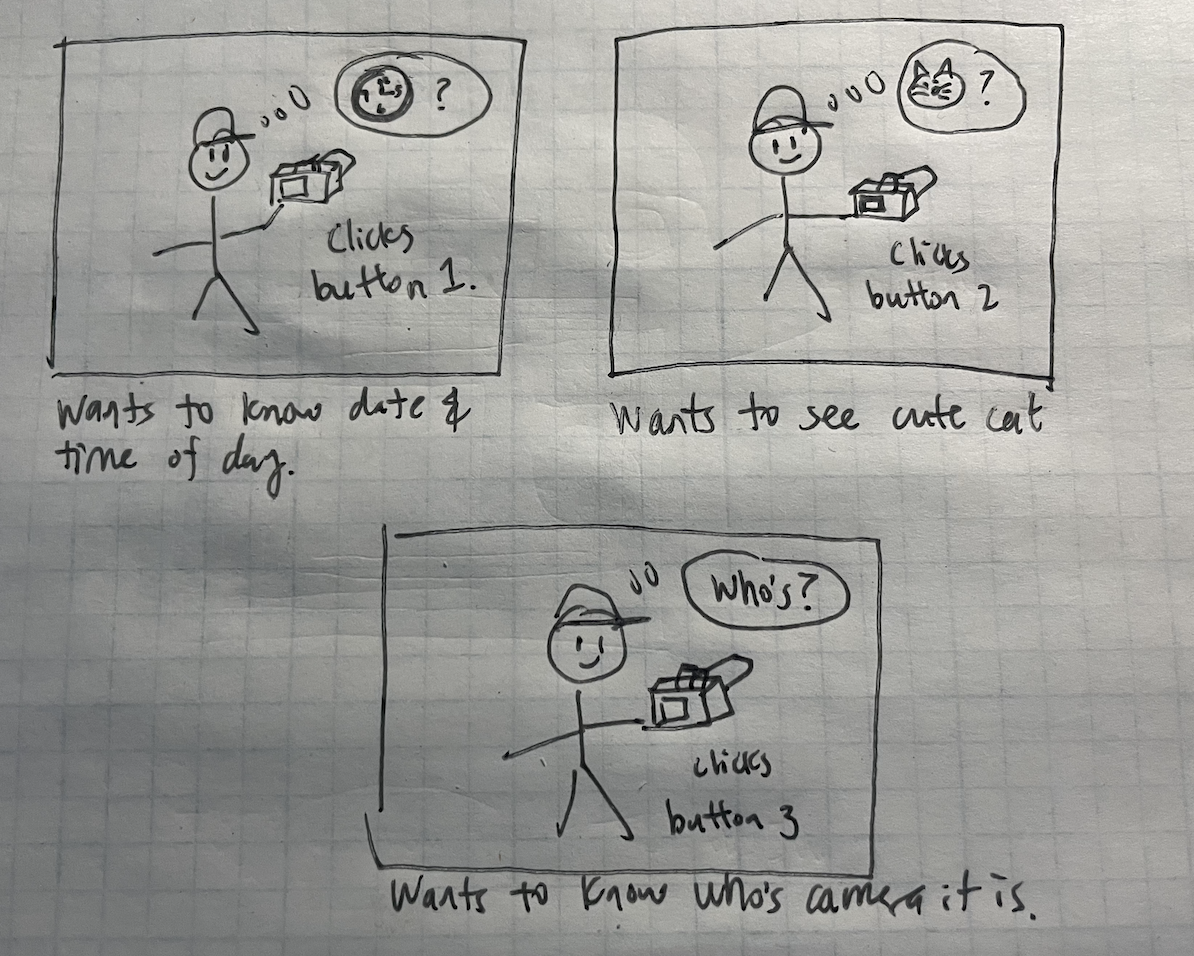 ?
Clicks
button 1.
Wants to know date &
time of day.
?
Clicks
button 2
Wants to see cute cat
Who's?
clicks
button 3
Wants to know who's camera it is.